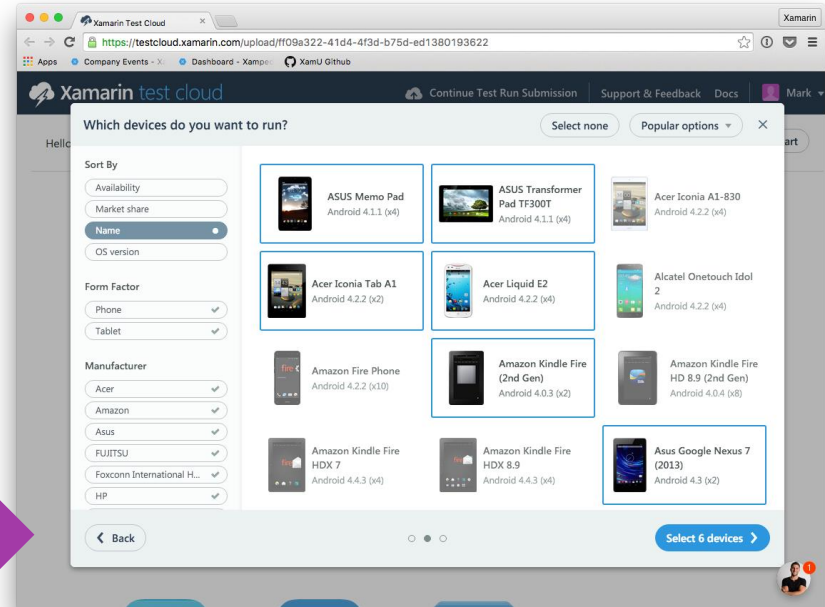 Xamarin Test Cloud
Xamarin
https://testcloud.xamarin.com/upload/ff09a322-41d4-4f3d-b75d-ed1380193622
Apps Company Events - Dashboard - Xampeo XamU Github
Xamarin test cloud Continue Test Run Submission Support & Feedback Docs Mark
Hello
art
Which devices do you want to run? Select none Popular options
Sort By
Availability
Market share
Name
OS version
Form Factor
Phone
Tablet
Manufacturer
Acer
Amazon
Asus
FUJITSU
Foxconn International H...
HP
ASUS Memo Pad
Android 4.1.1 (x4)
ASUS Transformer
Pad TF300T
Android 4.1.1 (x4)
Acer Iconia A1-830
Android 4.2.2 (x4)
Acer Iconia Tab A1
Android 4.2.2 (x2)
Acer Liquid E2
Android 4.2.2 (x4)
Alcatel Onetouch Idol
2
Android 4.2.2 (x4)
Amazon Fire Phone
Android 4.2.2 (x10)
Amazon Kindle Fire
(2nd Gen)
Android 4.0.3 (x2)
Amazon Kindle Fire
HD 8.9 (2nd Gen)
Android 4.0.4 (x8)
Amazon Kindle Fire
HDX 7
Android 4.4.3 (x4)
Amazon Kindle Fire
HDX 8.9
Android 4.4.3 (x4)
Asus Google Nexus 7
(2013)
Android 4.3 (x2)
Back
Select 6 devices
1